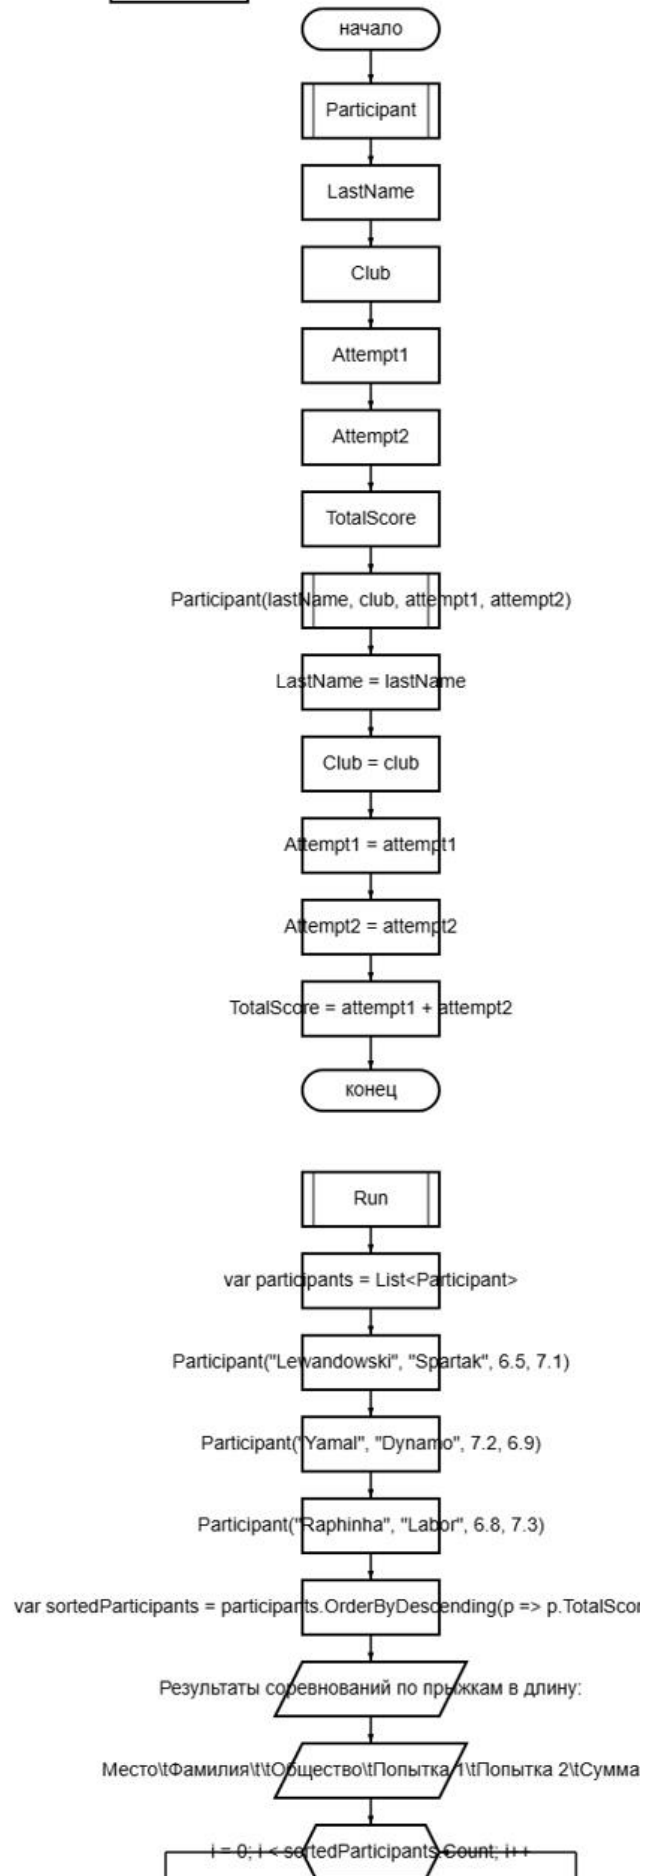 начало
Participant
LastName
Club
Attempt1
Attempt2
TotalScore
Participant(lastName, club, attempt1, attempt2)
LastName = lastName
Club = club
Attempt1 = attempt1
Attempt2 = attempt2
TotalScore = attempt1 + attempt2
конец
Run
var participants = List<Participant>
Participant("Lewandowski", "Spartak", 6.5, 7.1)
Participant("Yamal", "Dynamo", 7.2, 6.9)
Participant("Raphinha", "Labor", 6.8, 7.3)
var sortedParticipants = participants.OrderByDescending(p => p.TotalScor
Результаты соревнований по прыжкам в длину:
Место\tФамилия\t\tОбщество\tПопытка 1\tПопытка 2\tСумма
i = 0; i < sortedParticipants.Count; i++